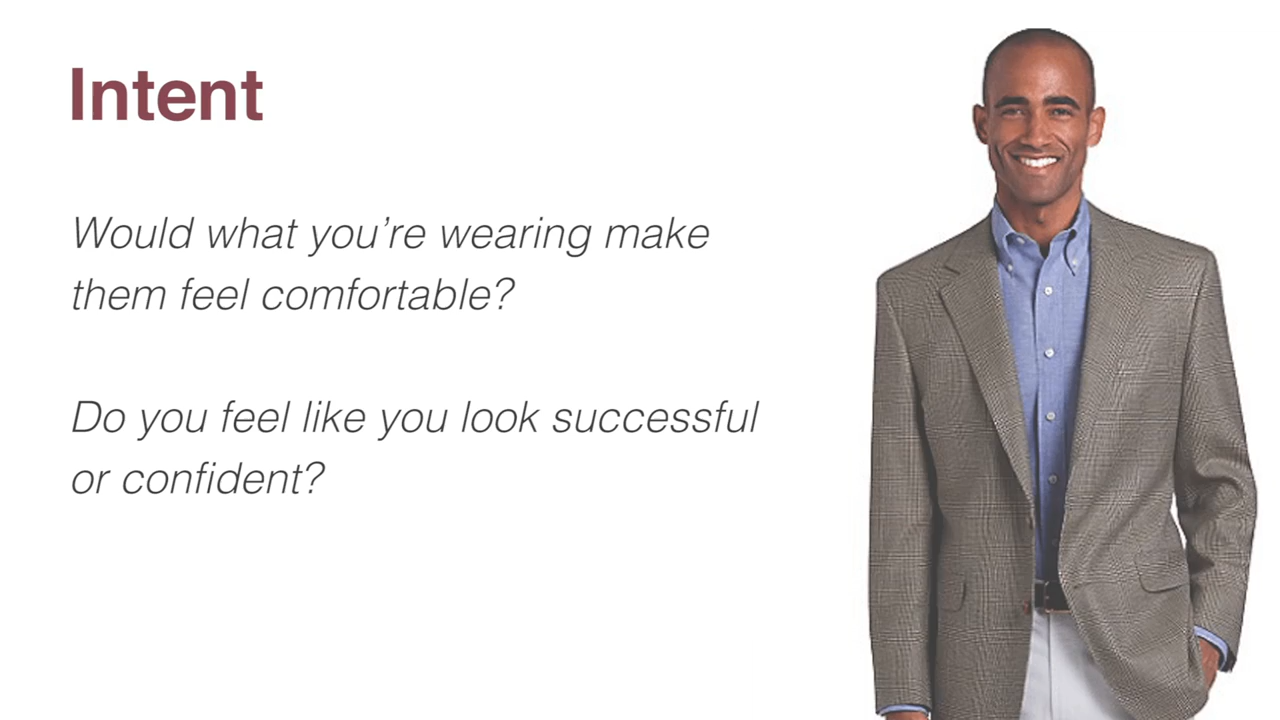 Intent
Would what you’re wearing make
them feel comfortable?
Do you feel like you look successful
or confident?